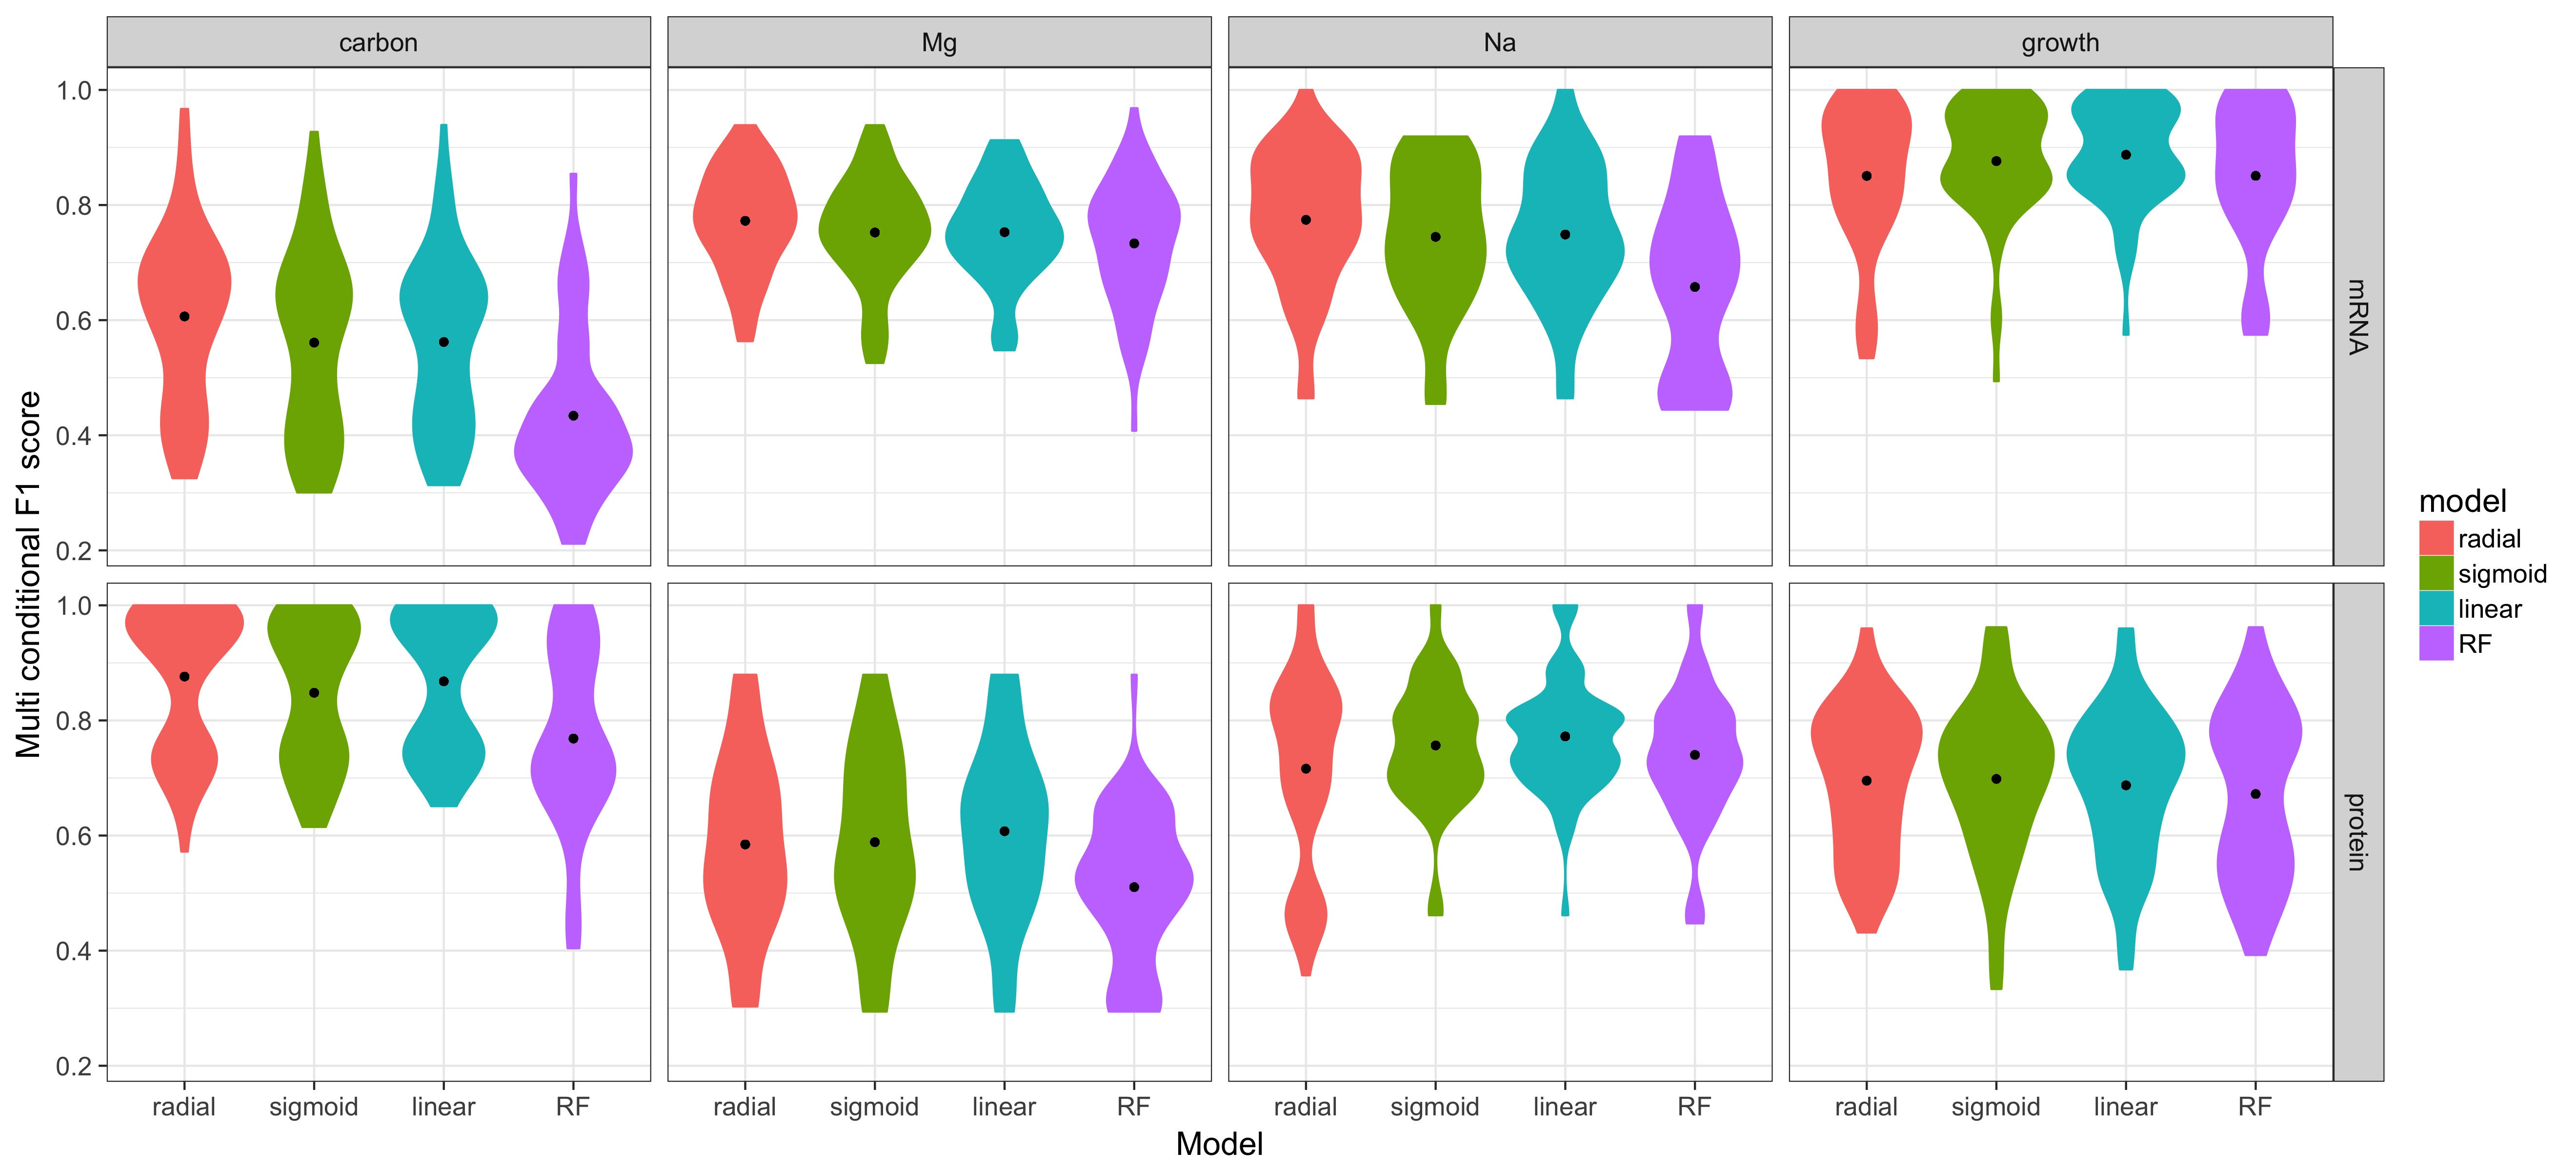 carbon
Mg
Na
growth
1.0
0.8
0.6
0.4
0.2
mRNA
1.0
0.8
0.6
0.4
0.2
protein
Multi conditional F1 score
radial
sigmoid
linear
RF
radial
sigmoid
linear
RF
radial
sigmoid
linear
RF
radial
sigmoid
linear
RF
Model
model
radial
sigmoid
linear
RF